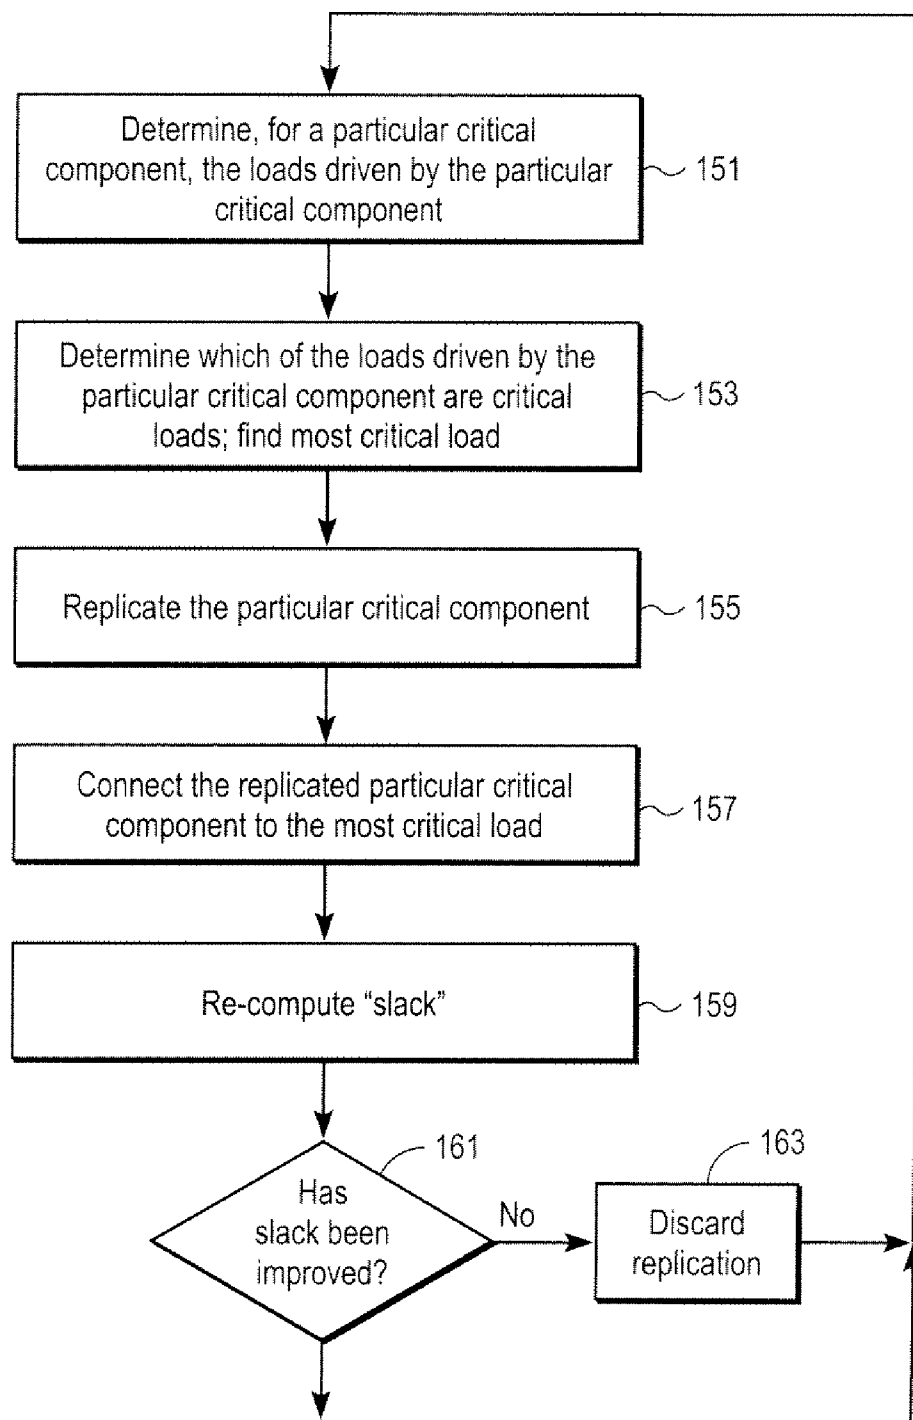 Determine, for a particular critical
component, the loads driven by the particular
critical component
151
Determine which of the loads driven by the
particular critical component are critical
loads; find most critical load
153
Replicate the particular critical component
155
Connect the replicated particular critical
component to the most critical load
157
Re-compute “slack”
159
161
Has
slack been
improved?
No
163
Discard
replication